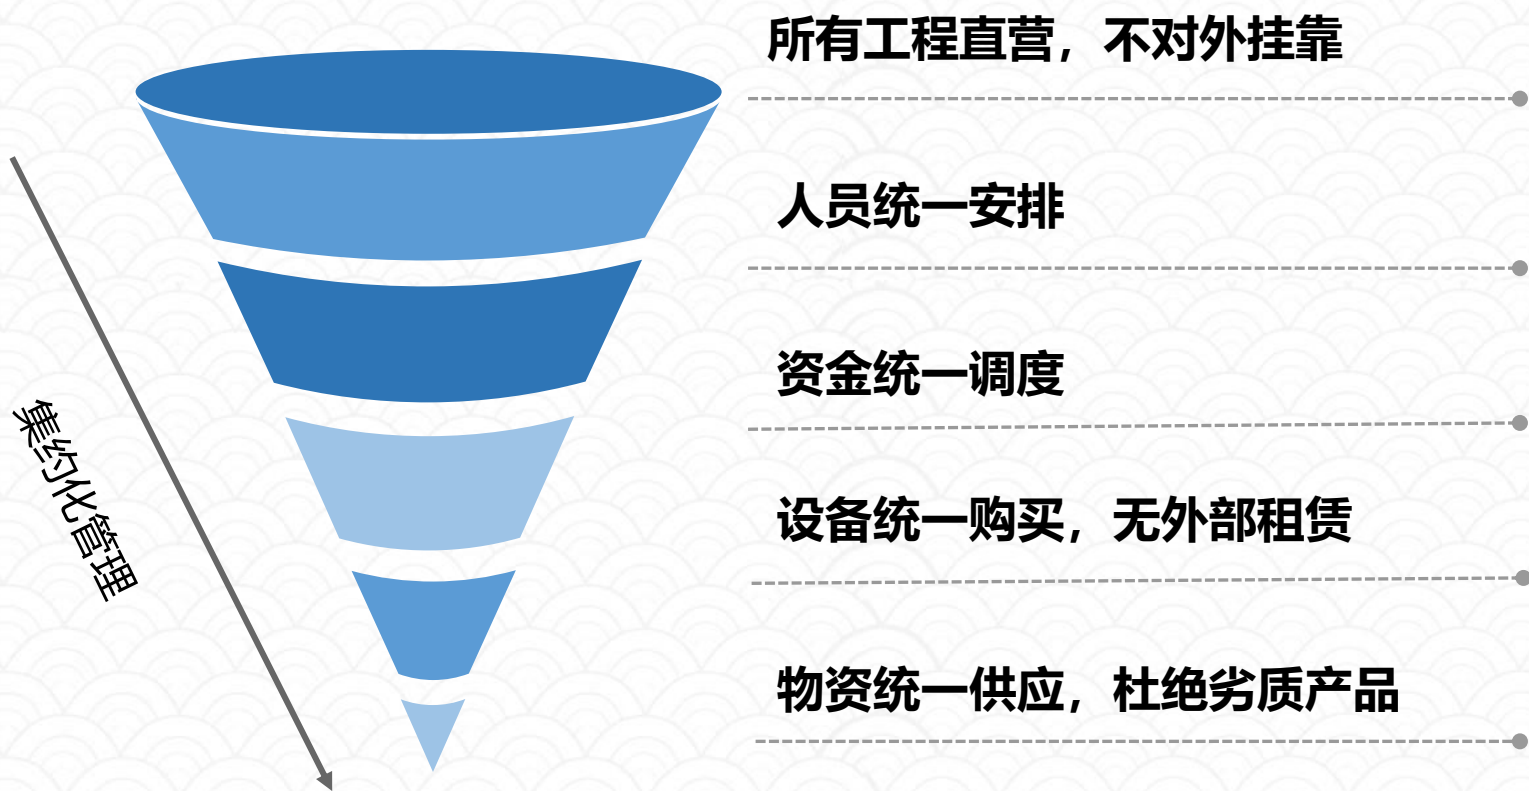 所有工程直营，不对外挂靠
人员统一安排
资金统一调度
集约化管理
设备统一购买，无外部租赁
物资统一供应，杜绝劣质产品